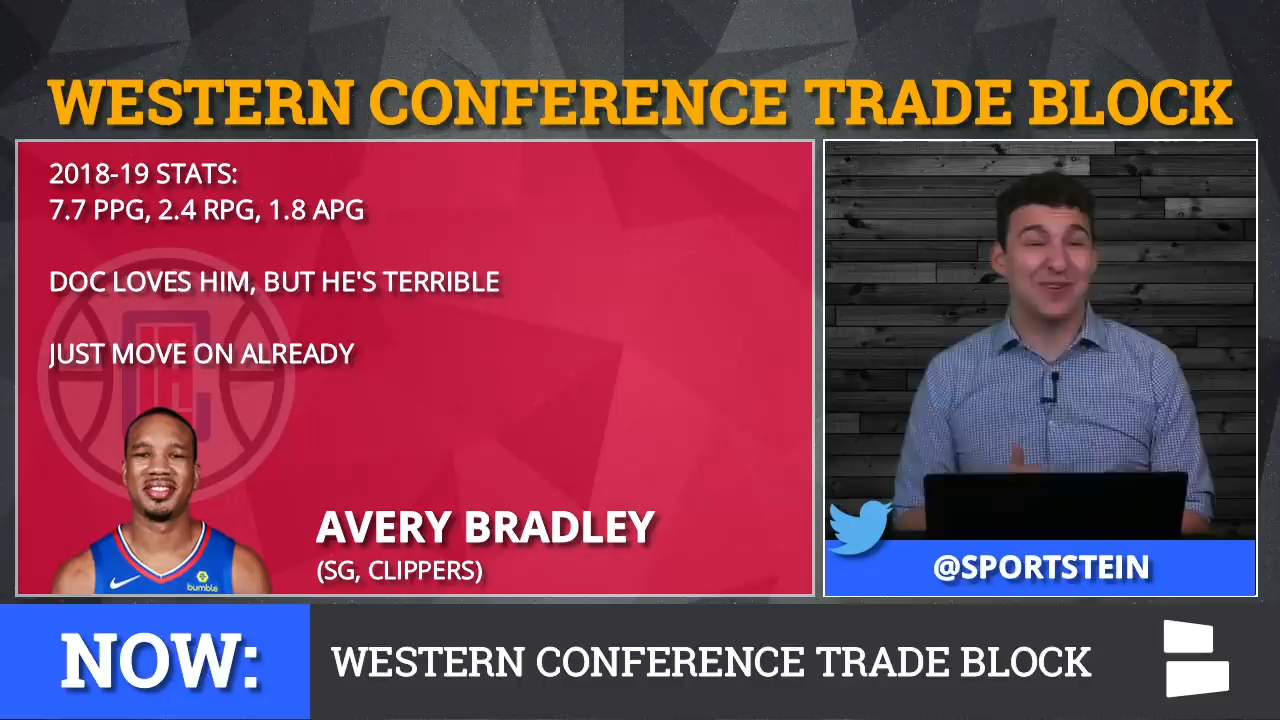 WESTERN CONFERENCE TRADE BLOCK
2018-19 STATS:
7.7 PPG, 2.4 RPG, 1.8 APG
DOC LOVES HIM, BUT HE'S TERRIBLE
JUST MOVE ON ALREADY
bumble
AVERY BRADLEY
(SG, CLIPPERS)
@SPORTSTEIN
NOW:
WESTERN CONFERENCE TRADE BLOCK